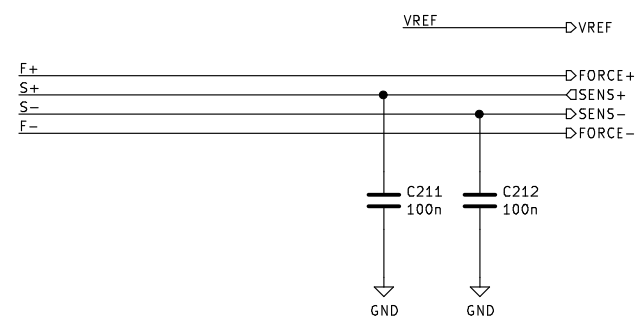 VREF
VREF
F+
FORCE+
S+
SENS+
S−
SENS−
F−
FORCE−
C211
100n
C212
100n
GND
GND